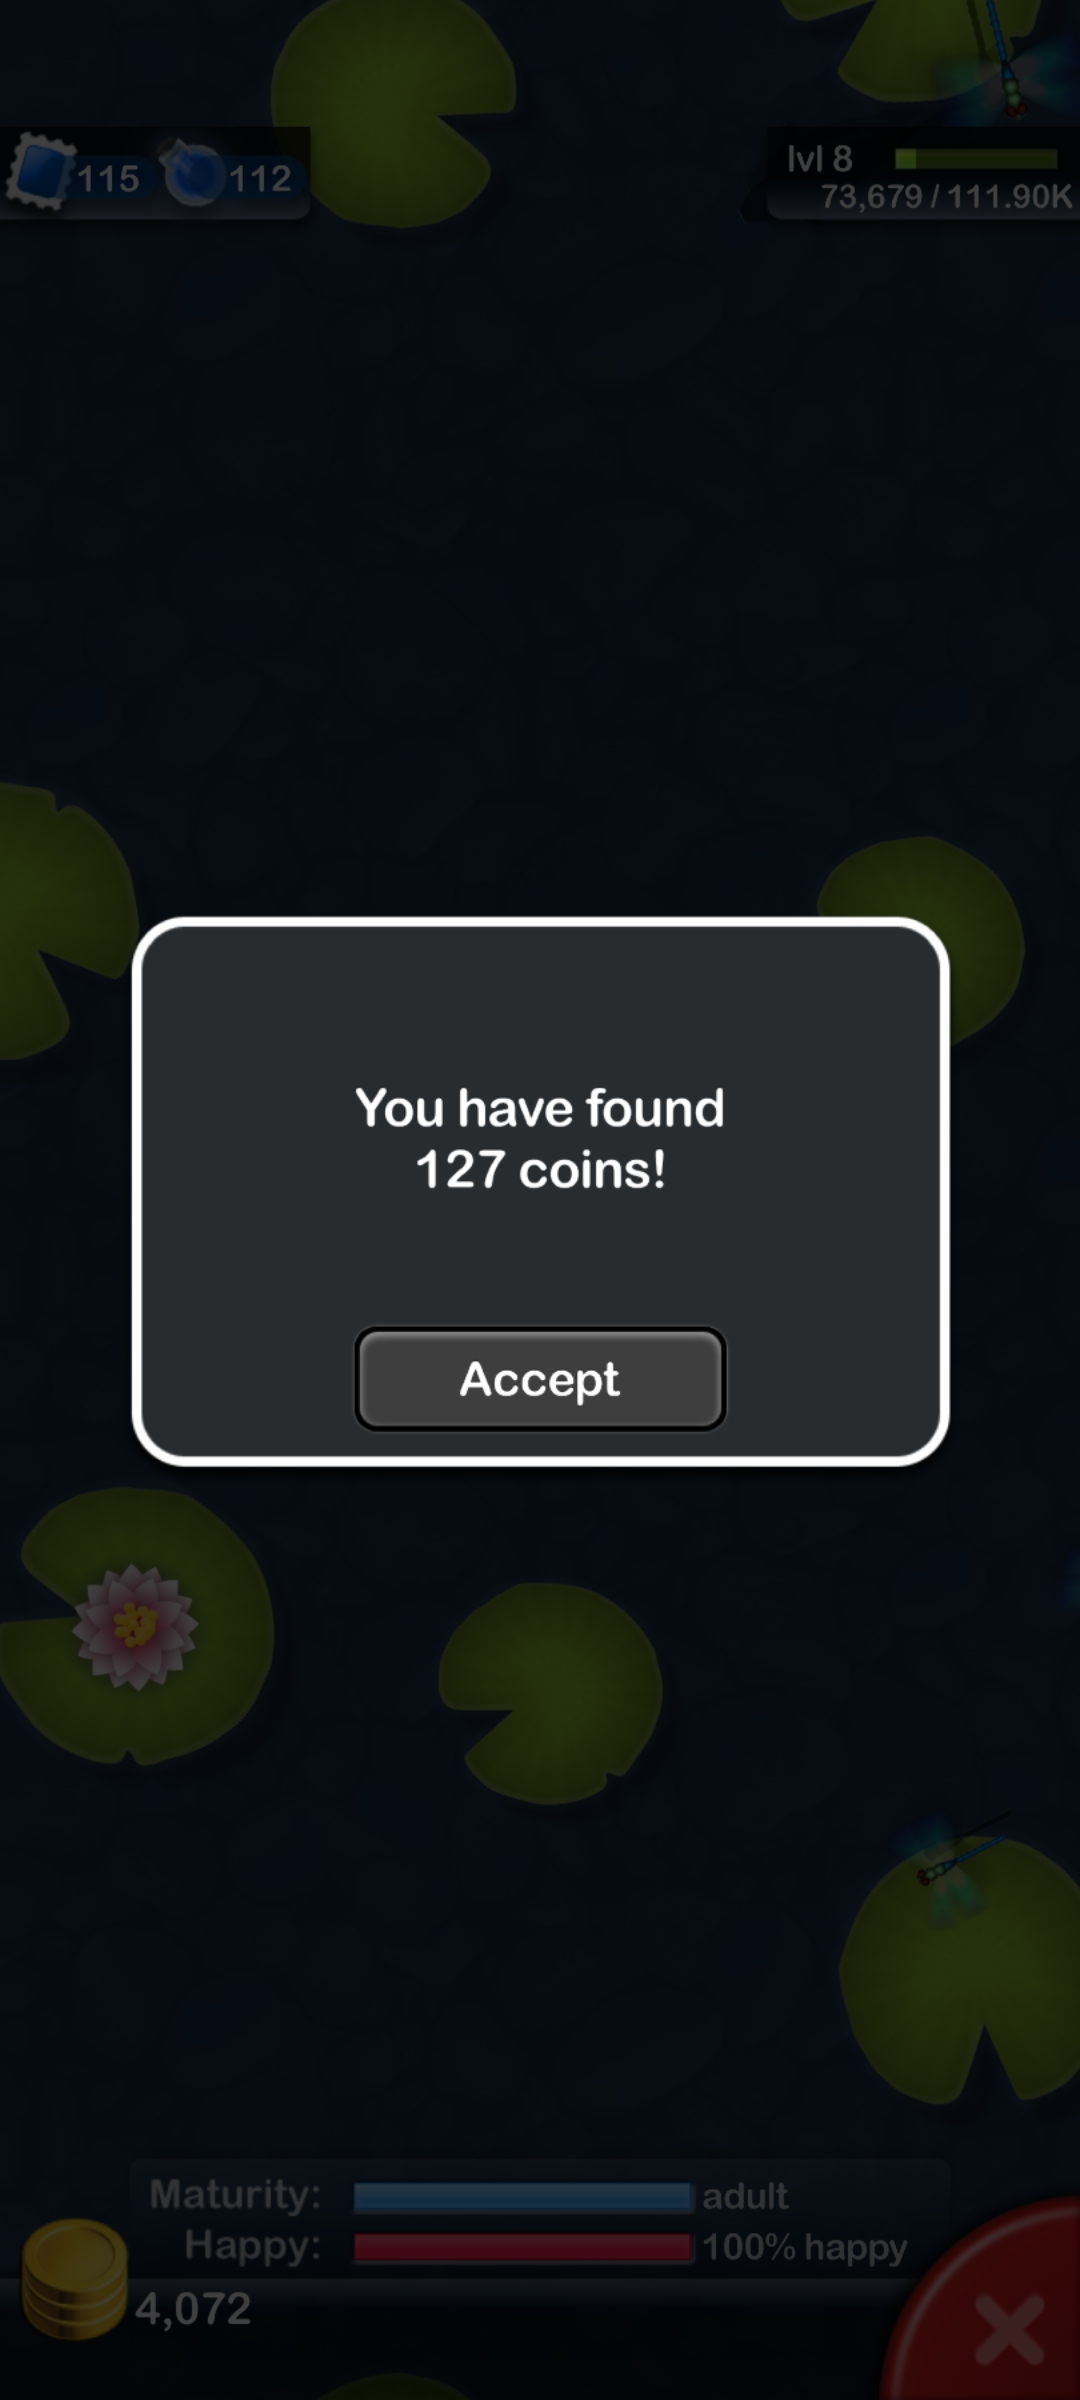 115 112
lvl 8
73,679 / 111.90K
You have found
127 coins!
Accept
Maturity: adult
Happy: 100% happy
4,072